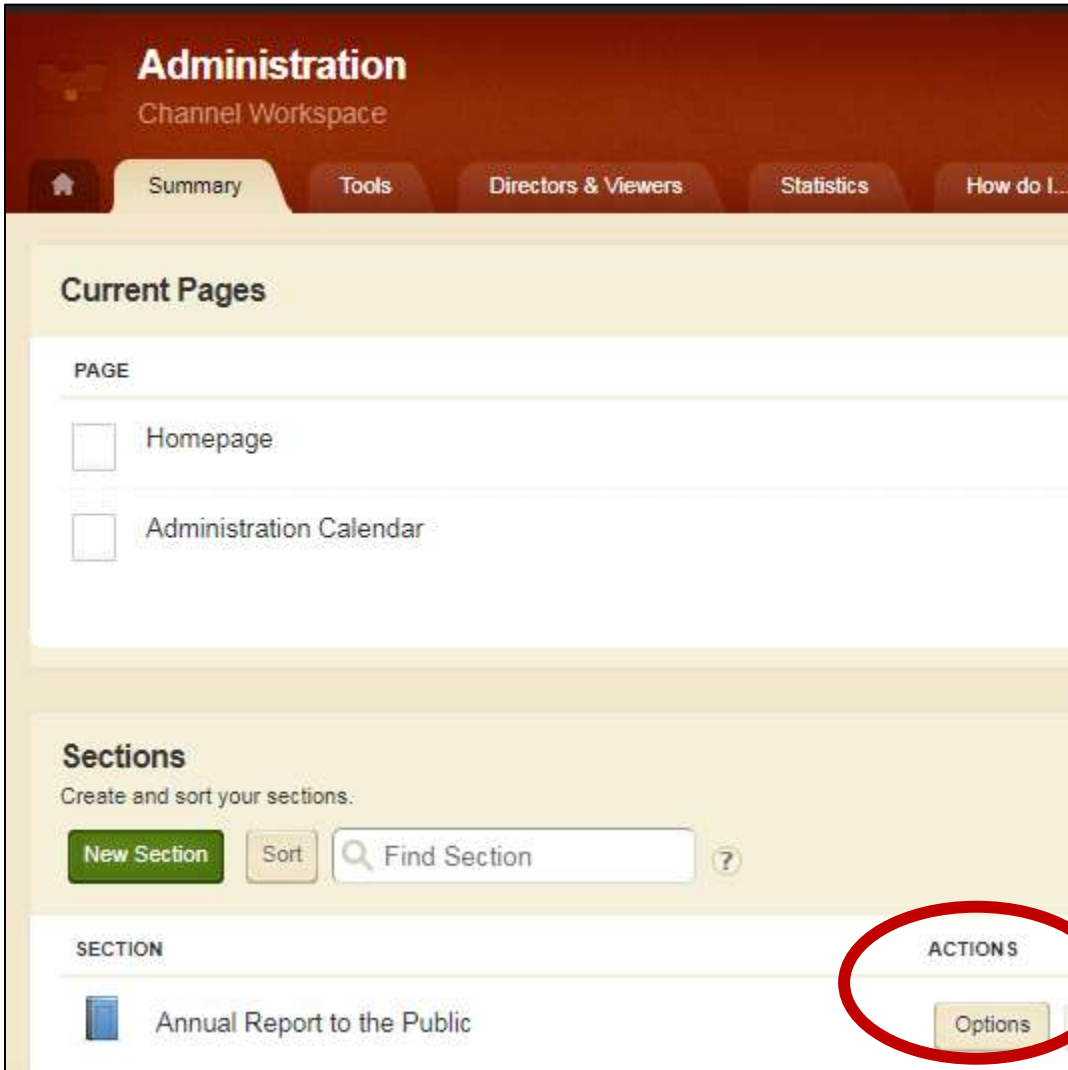 Administration
Channel Workspace
Summary Tools Directors & Viewers Statistics How do I...
Current Pages
PAGE
Homepage
Administration Calendar
Sections
Create and sort your sections.
New Section Sort Find Section ?
SECTION ACTIONS
Annual Report to the Public Options